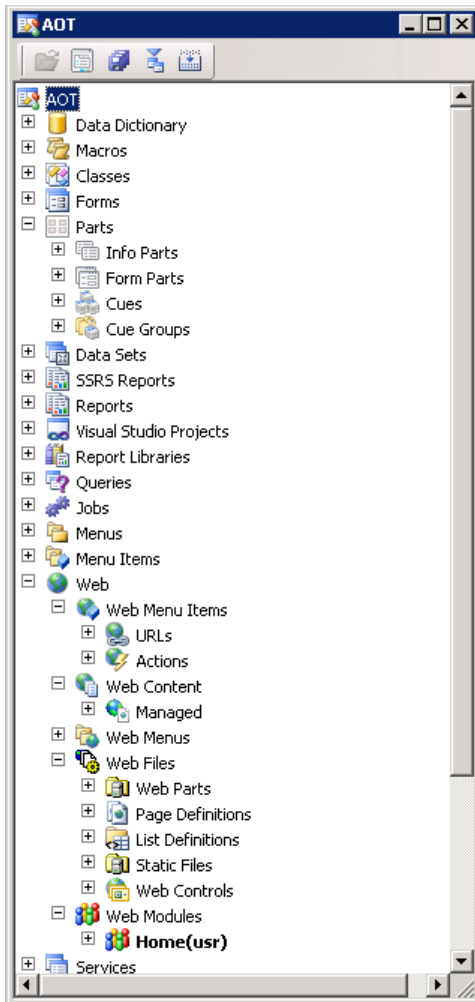 AOT
AOT
Data Dictionary
Macros
Classes
Forms
Parts
Info Parts
Form Parts
Cues
Cue Groups
Data Sets
SSRS Reports
Reports
Visual Studio Projects
Report Libraries
Queries
Jobs
Menus
Menu Items
Web
Web Menu Items
URLs
Actions
Web Content
Managed
Web Menus
Web Files
Web Parts
Page Definitions
List Definitions
Static Files
Web Controls
Web Modules
Home(usr)
Services